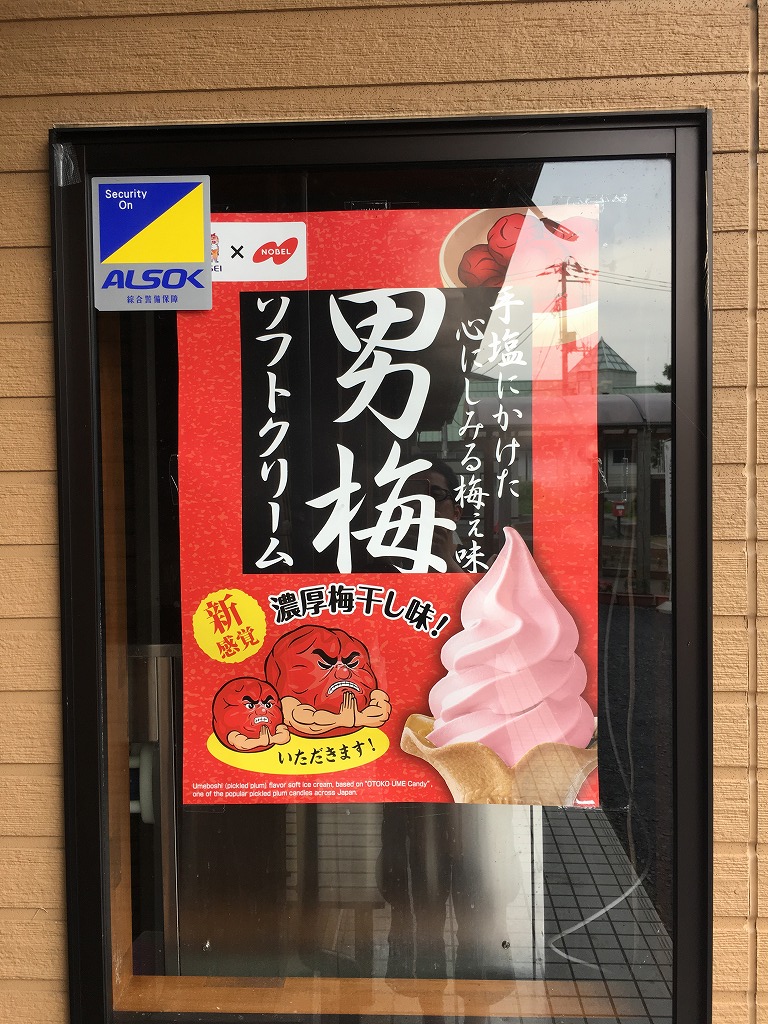 Security
On
ALSOK
綜合警備保障
SEI × NOBEL
手塩にかけた
心にしみる梅ぇ味
男梅
ソフトクリーム
新
感覚
濃厚梅干し味!
いただきます!
Umeboshi (pickled plum) flavor soft ice cream, based on "OTOKO UME Candy",
one of the popular pickled plum candies across Japan.